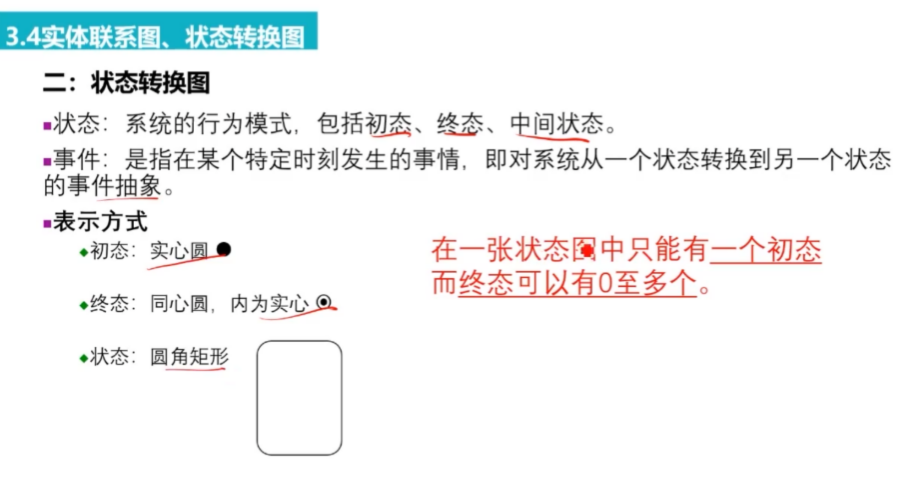 3.4实体联系图、状态转换图
二：状态转换图
状态：系统的行为模式，包括初态、终态、中间状态。
事件：是指在某个特定时刻发生的事情，即对系统从一个状态转换到另一个状态
的事件抽象。
表示方式
初态：实心圆
在一张状态图中只能有一个初态
而终态可以有0至多个。
终态：同心圆，内为实心
状态：圆角矩形